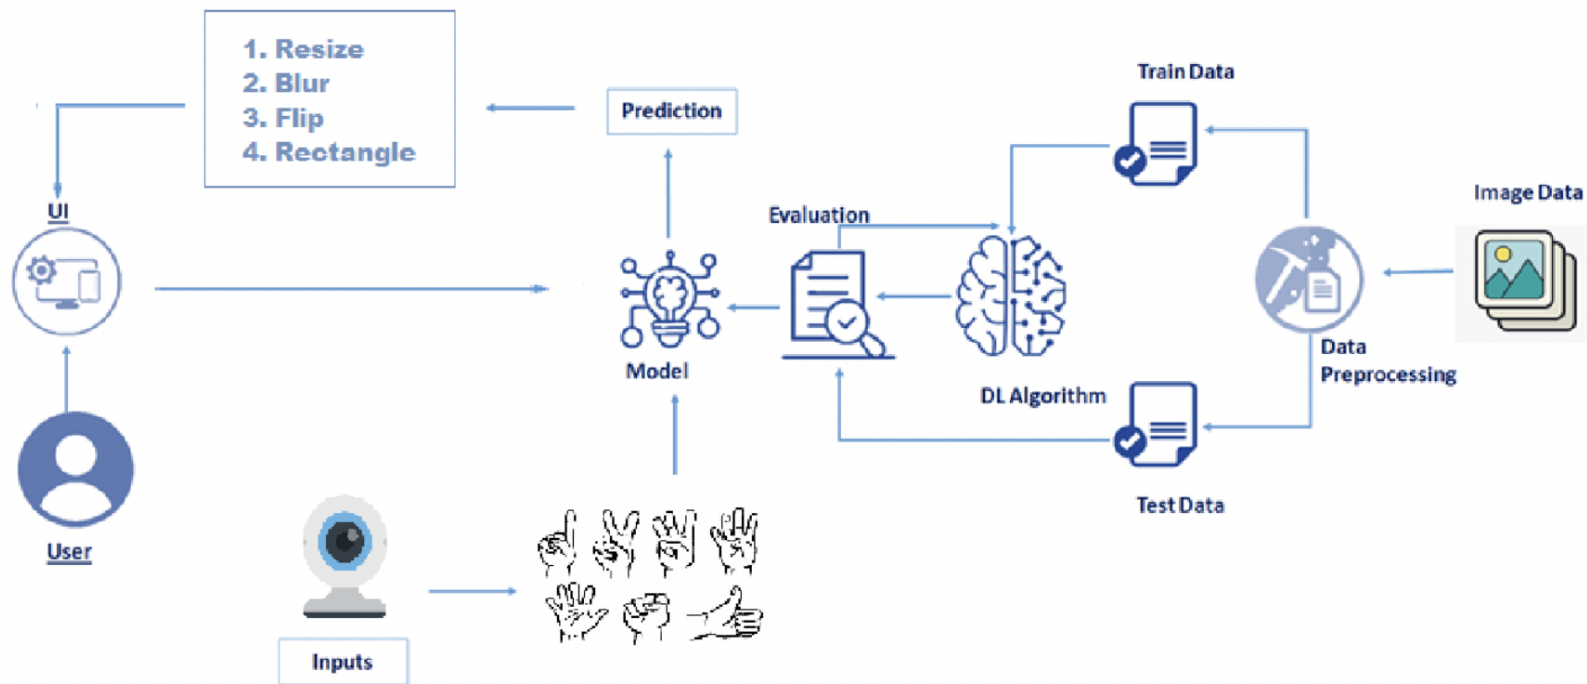 1. Resize
2. Blur
3. Flip
4. Rectangle
Prediction
Train Data
Image Data
UI
Evaluation
Model
DL Algorithm
Data
Preprocessing
Test Data
User
Inputs